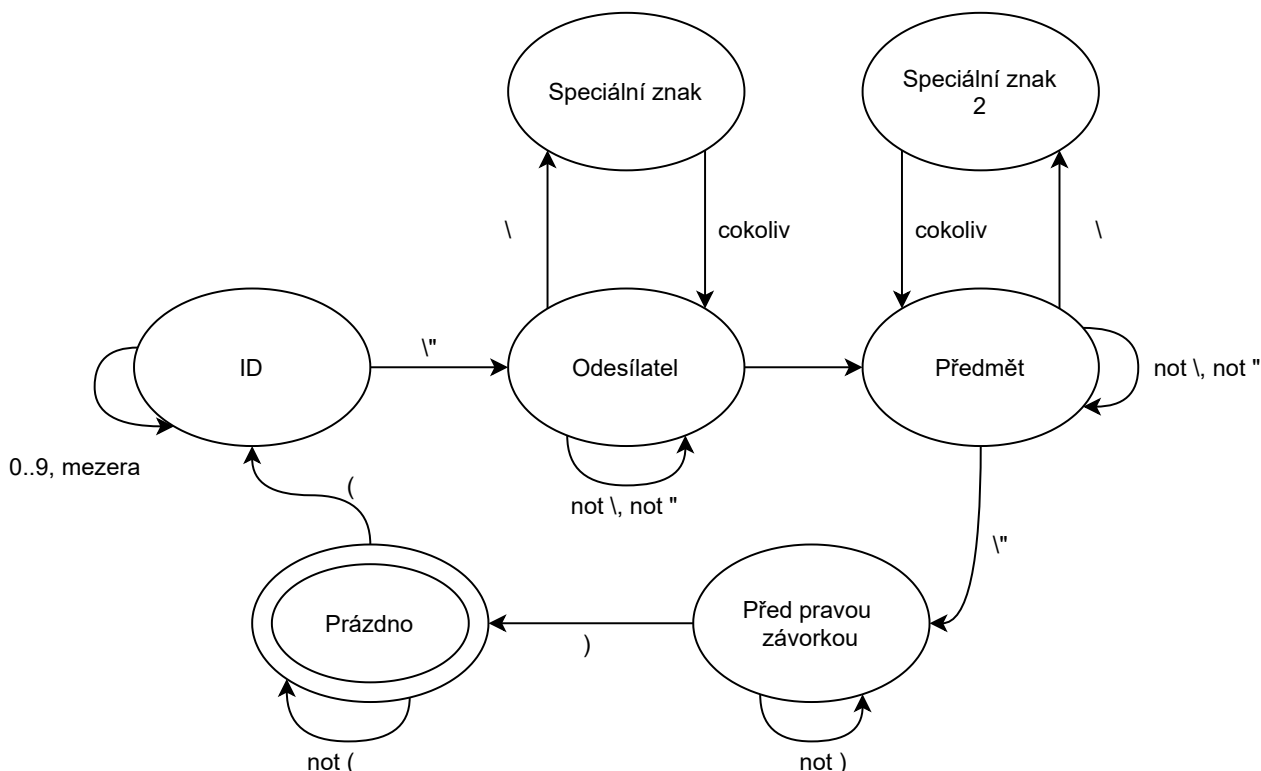 Speciální znak
Speciální znak
2
\
cokoliv
cokoliv
\
ID
\"
Odesílatel
Předmět
not \, not "
0..9, mezera
(
not \, not "
\"
Prázdno
)
Před pravou
závorkou
not (
not )